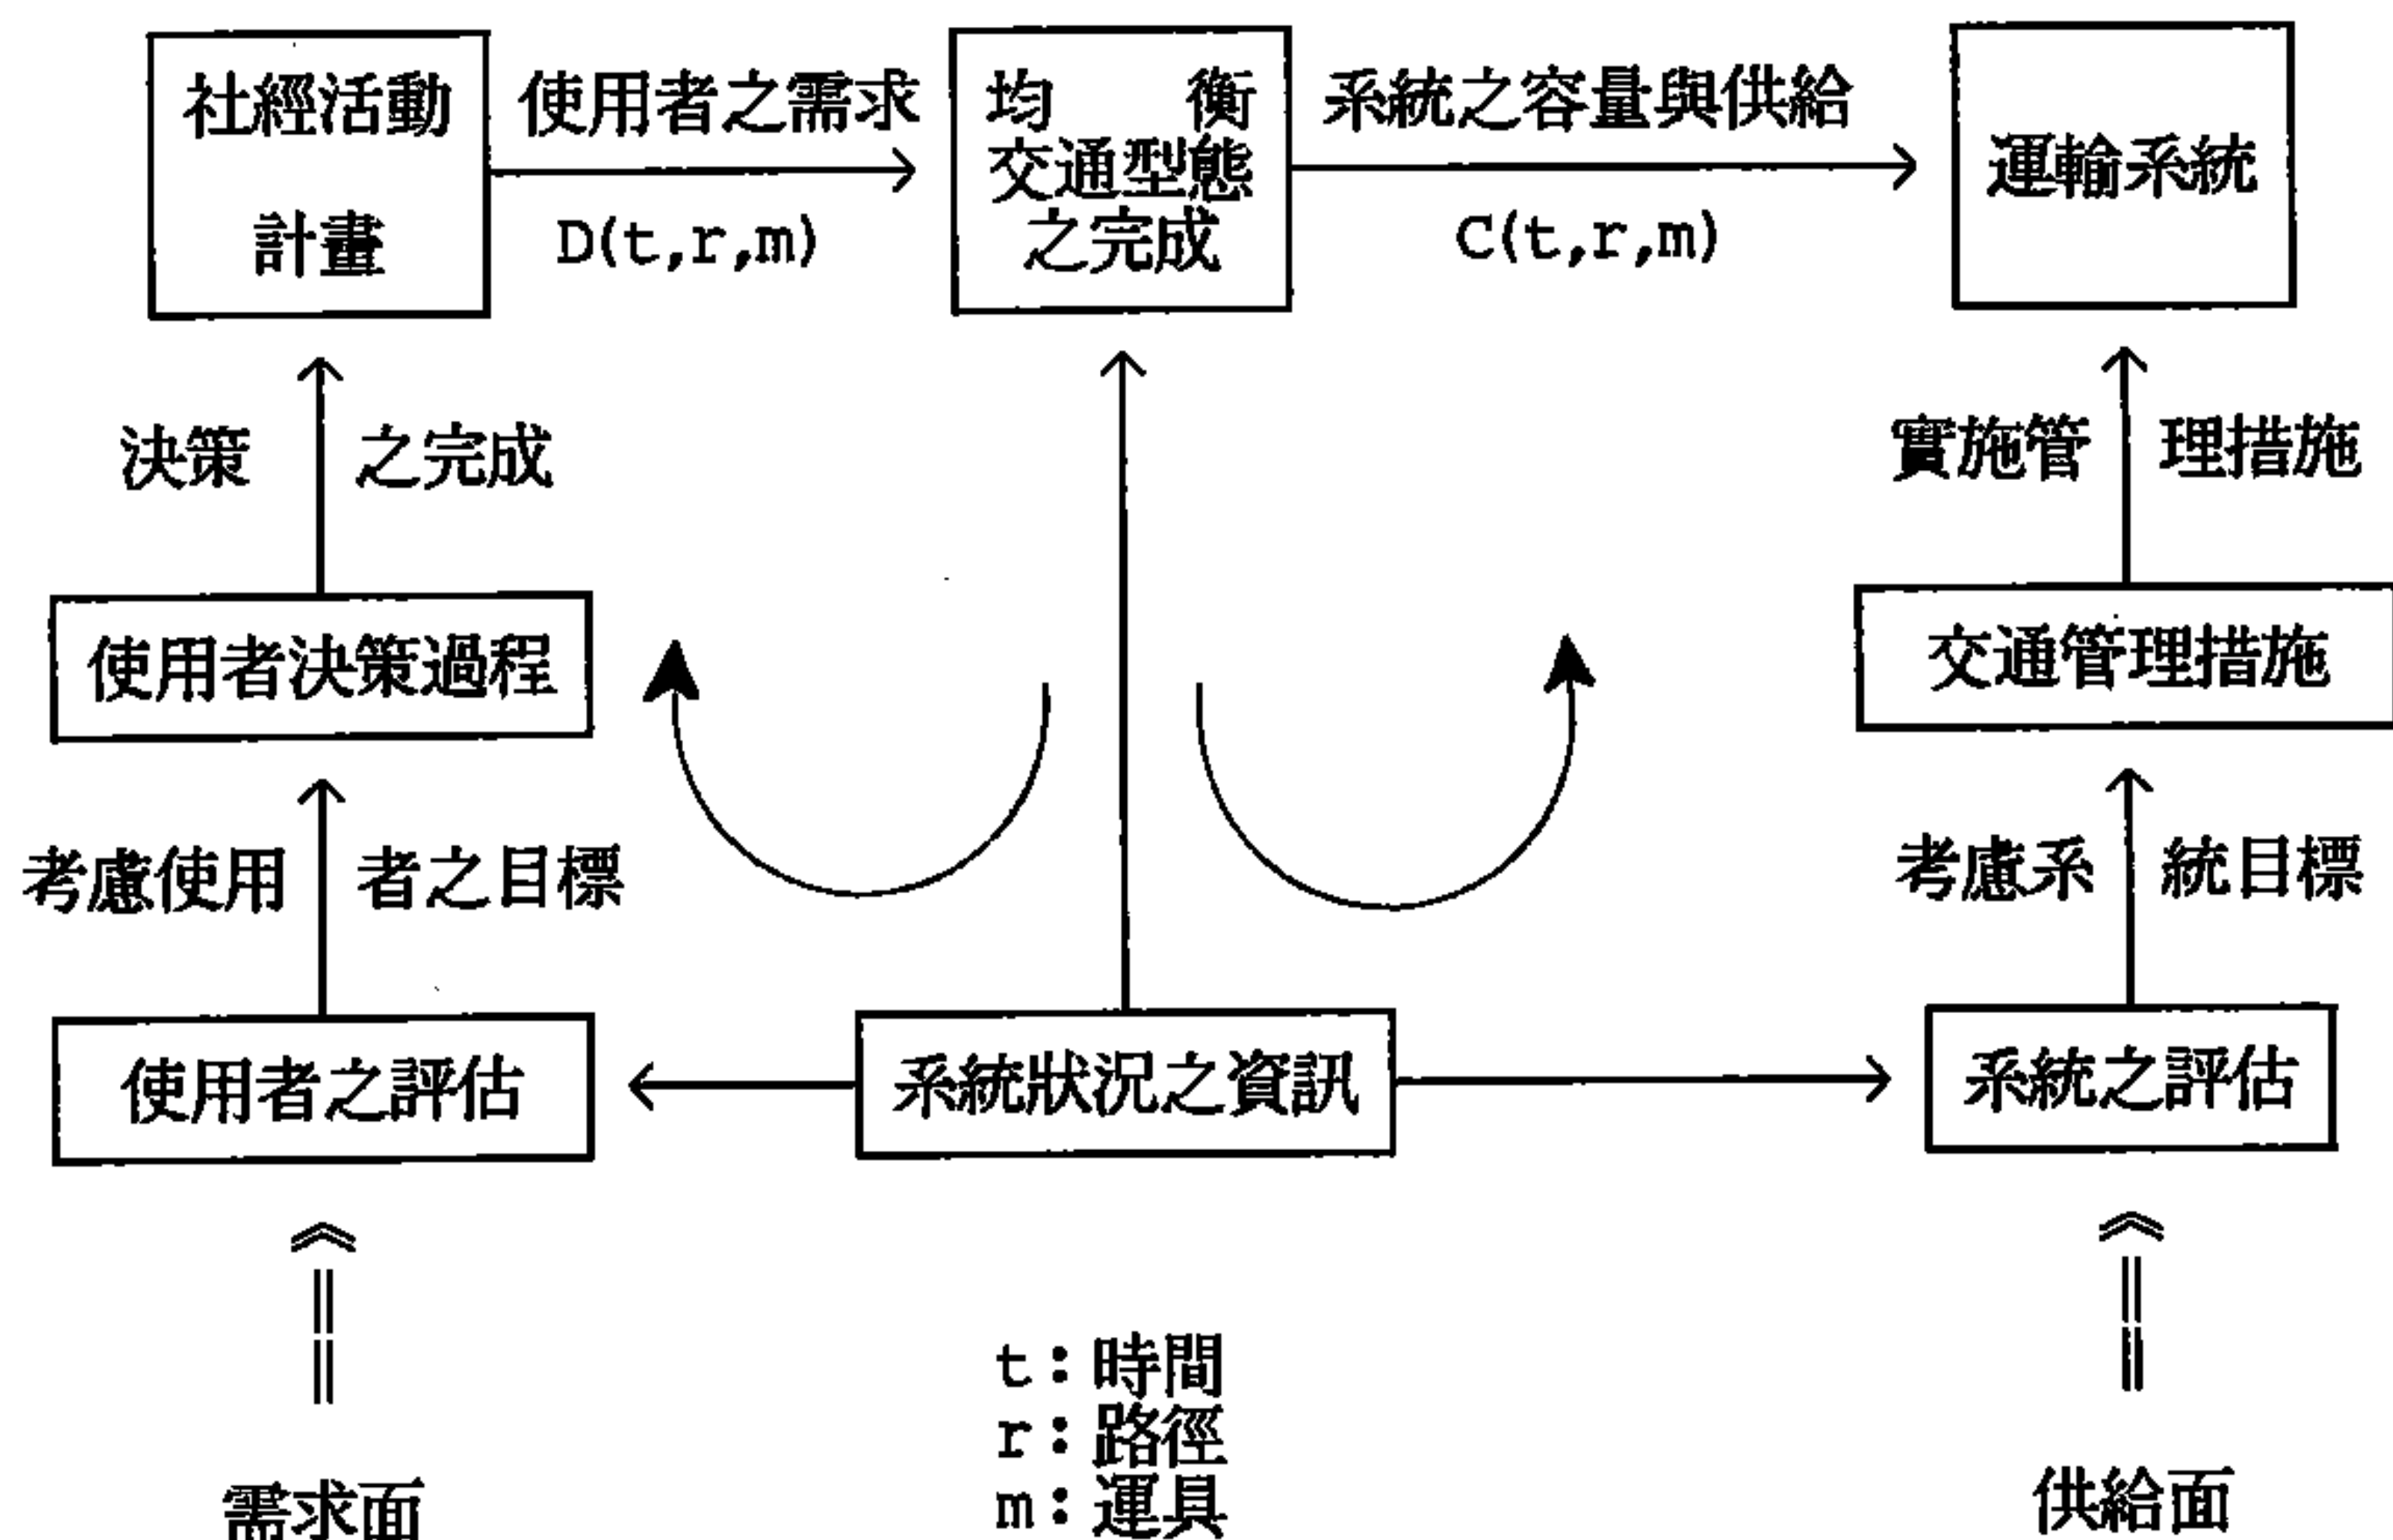 社經活動
計畫
使用者之需求
D(t,r,m)
均 衡
交通型態
之完成
系統之容量與供給
C(t,r,m)
運輸系統
決策 之完成
實施管 理措施
使用者決策過程
交通管理措施
考慮使用 者之目標
考慮系 統目標
使用者之評估
系統狀況之資訊
系統之評估
t：時間
r：路徑
m：運具
需求面
供給面